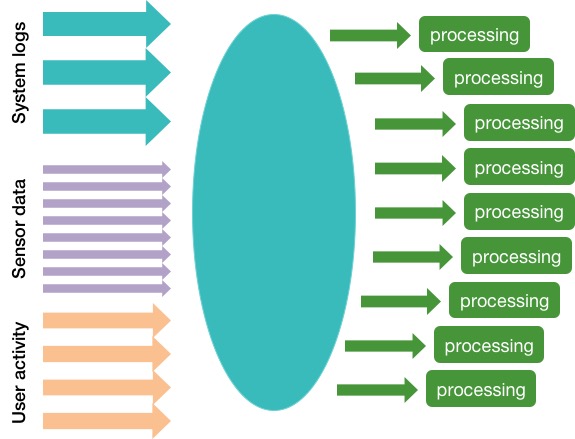 System logs
Sensor data
User activity
processing
processing
processing
processing
processing
processing
processing
processing
processing